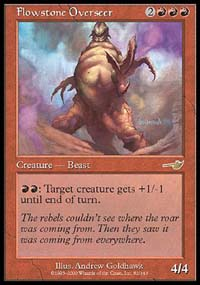 Flowstone Overseer 2
Creature — Beast
: Target creature gets +1/-1
until end of turn.
The rebels couldn't see where the roar
was coming from. Then they saw it
was coming from everywhere.
Illus. Andrew Goldhawk
4/4